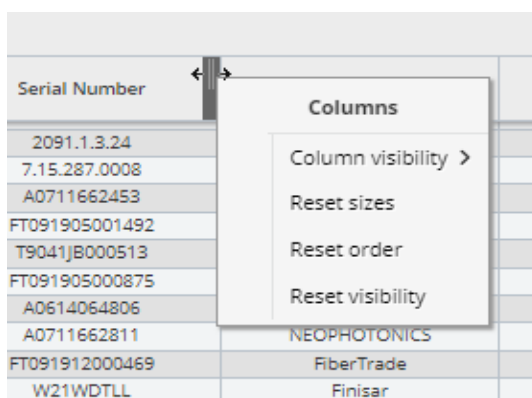 Serial Number
Columns
Column visibility >
Reset sizes
Reset order
Reset visibility
2091.1.3.24
7.15.287.0008
A0711662453
FT091905001492
T9041JB000513
FT091905000875
A0614064806
A0711662811 NEOPHOTONICS
FT091912000469 FiberTrade
W21WDTLL Finisar